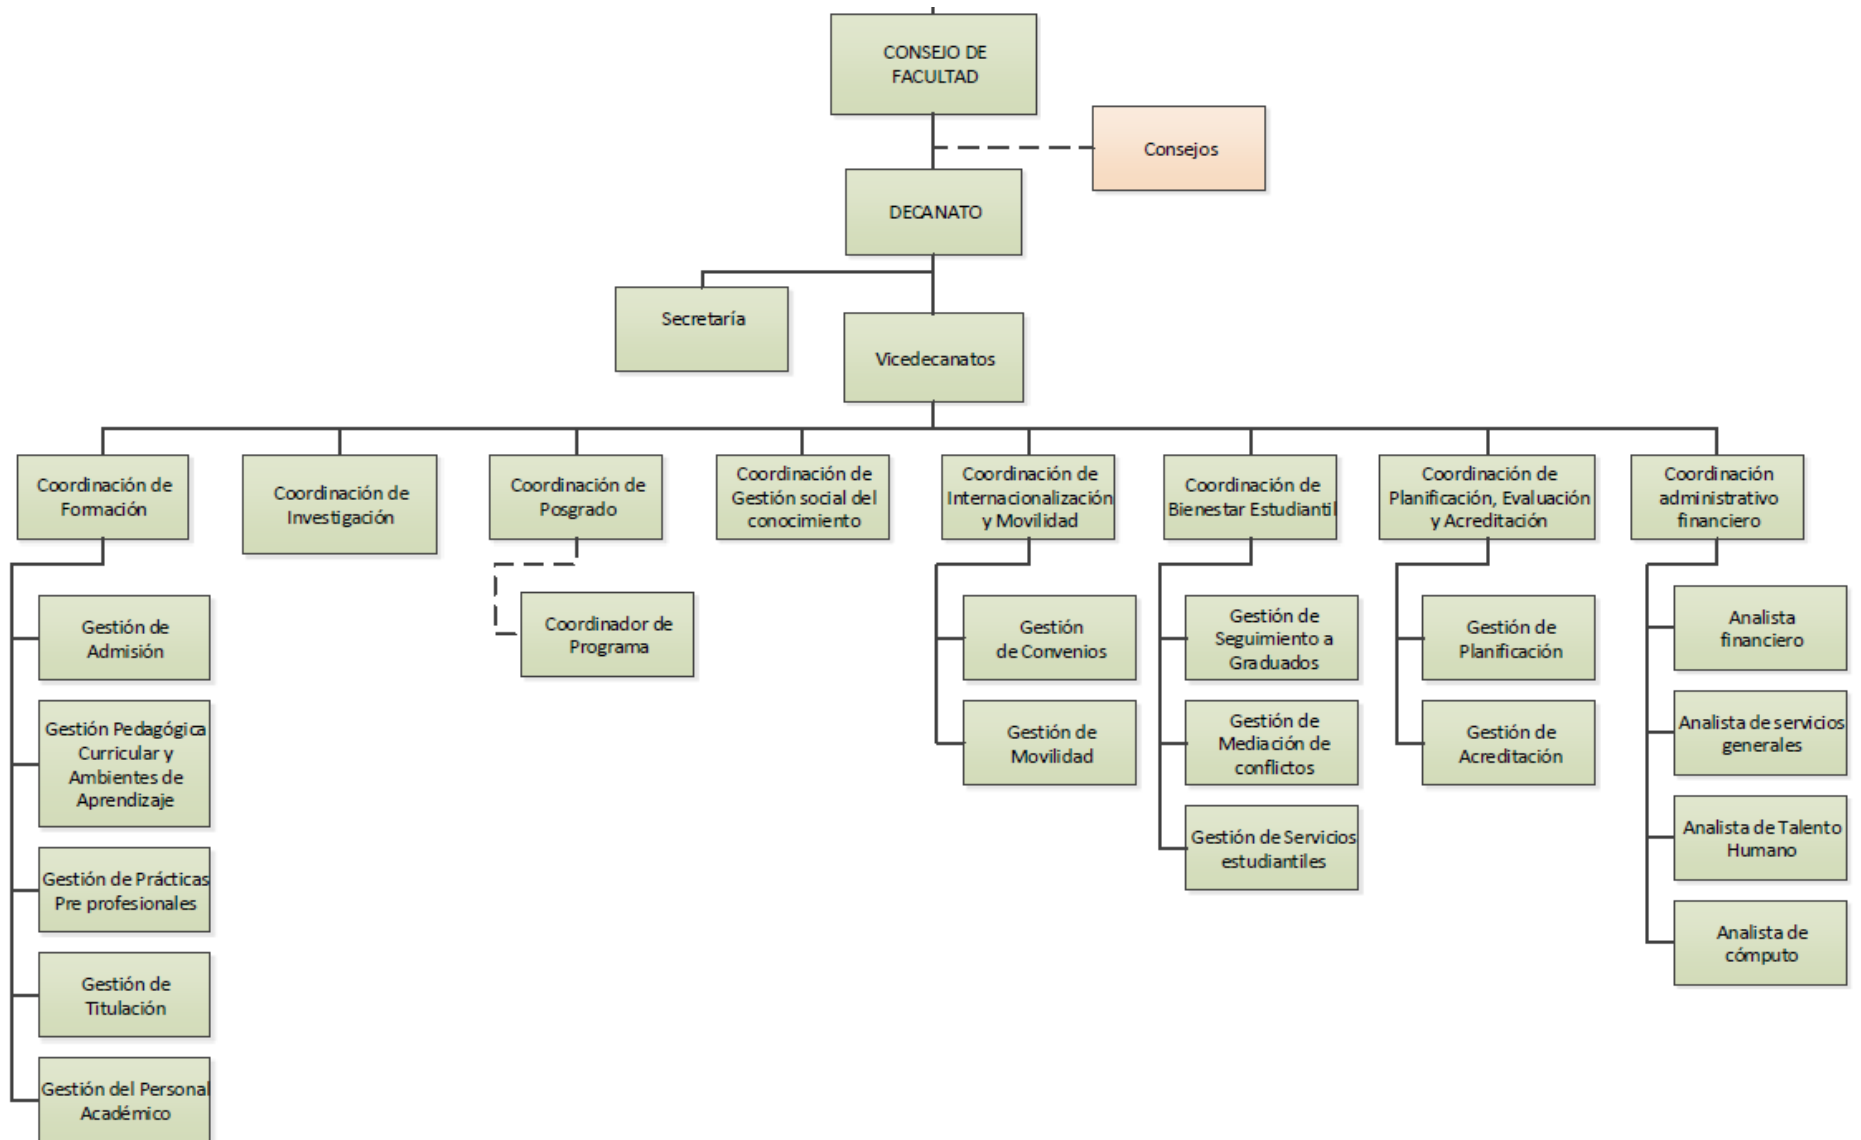 CONSEJO DE
FACULTAD
Consejos
DECANATO
Secretaría
Vicedecanatos
Coordinación de
Formación
Coordinación de
Investigación
Coordinación de
Posgrado
Coordinación de
Gestión social del
conocimiento
Coordinación de
Internacionalización
y Movilidad
Coordinación de
Bienestar Estudiantil
Coordinación de
Planificación, Evaluación
y Acreditación
Coordinación
administrativo
financiero
Gestión de
Admisión
Gestión Pedagógica
Curricular y
Ambientes de
Aprendizaje
Gestión de Prácticas
Pre profesionales
Gestión de
Titulación
Gestión del Personal
Académico
Coordinador de
Programa
Gestión
de Convenios
Gestión de
Movilidad
Gestión de
Seguimiento a
Graduados
Gestión de
Mediación de
conflictos
Gestión de Servicios
estudiantiles
Gestión de
Planificación
Gestión de
Acreditación
Analista
financiero
Analista de servicios
generales
Analista de Talento
Humano
Analista de
cómputo